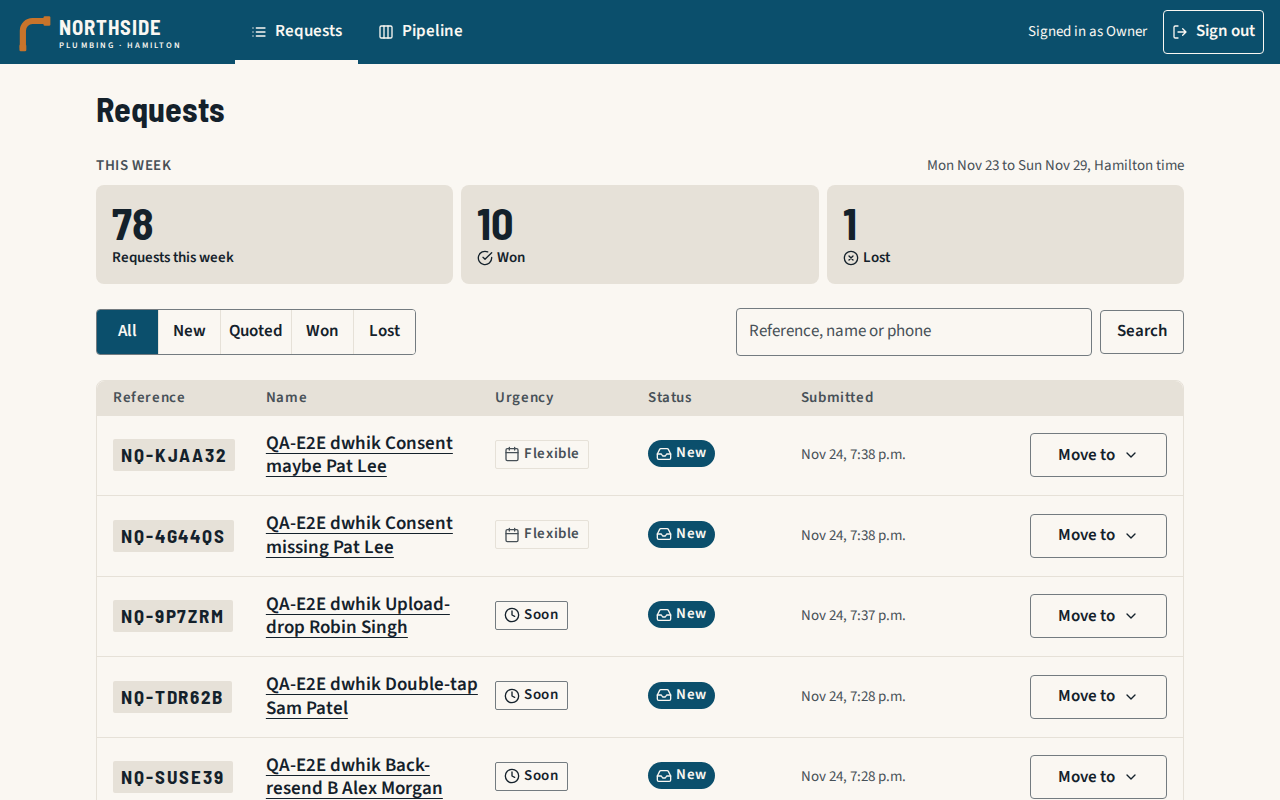 NORTHSIDE
PLUMBING · HAMILTON
Requests
Pipeline
Signed in as Owner
Sign out
Requests
THIS WEEK
Mon Nov 23 to Sun Nov 29, Hamilton time
78
Requests this week
10
Won
1
Lost
All
New
Quoted
Won
Lost
Reference, name or phone
Search
Reference
Name
Urgency
Status
Submitted
NQ-KJAA32
QA-E2E dwhik Consent
maybe Pat Lee
Flexible
New
Nov 24, 7:38 p.m.
Move to
NQ-4G44QS
QA-E2E dwhik Consent
missing Pat Lee
Flexible
New
Nov 24, 7:38 p.m.
Move to
NQ-9P7ZRM
QA-E2E dwhik Upload-
drop Robin Singh
Soon
New
Nov 24, 7:37 p.m.
Move to
NQ-TDR62B
QA-E2E dwhik Double-tap
Sam Patel
Soon
New
Nov 24, 7:28 p.m.
Move to
NQ-SUSE39
QA-E2E dwhik Back-
resend B Alex Morgan
Soon
New
Nov 24, 7:28 p.m.
Move to